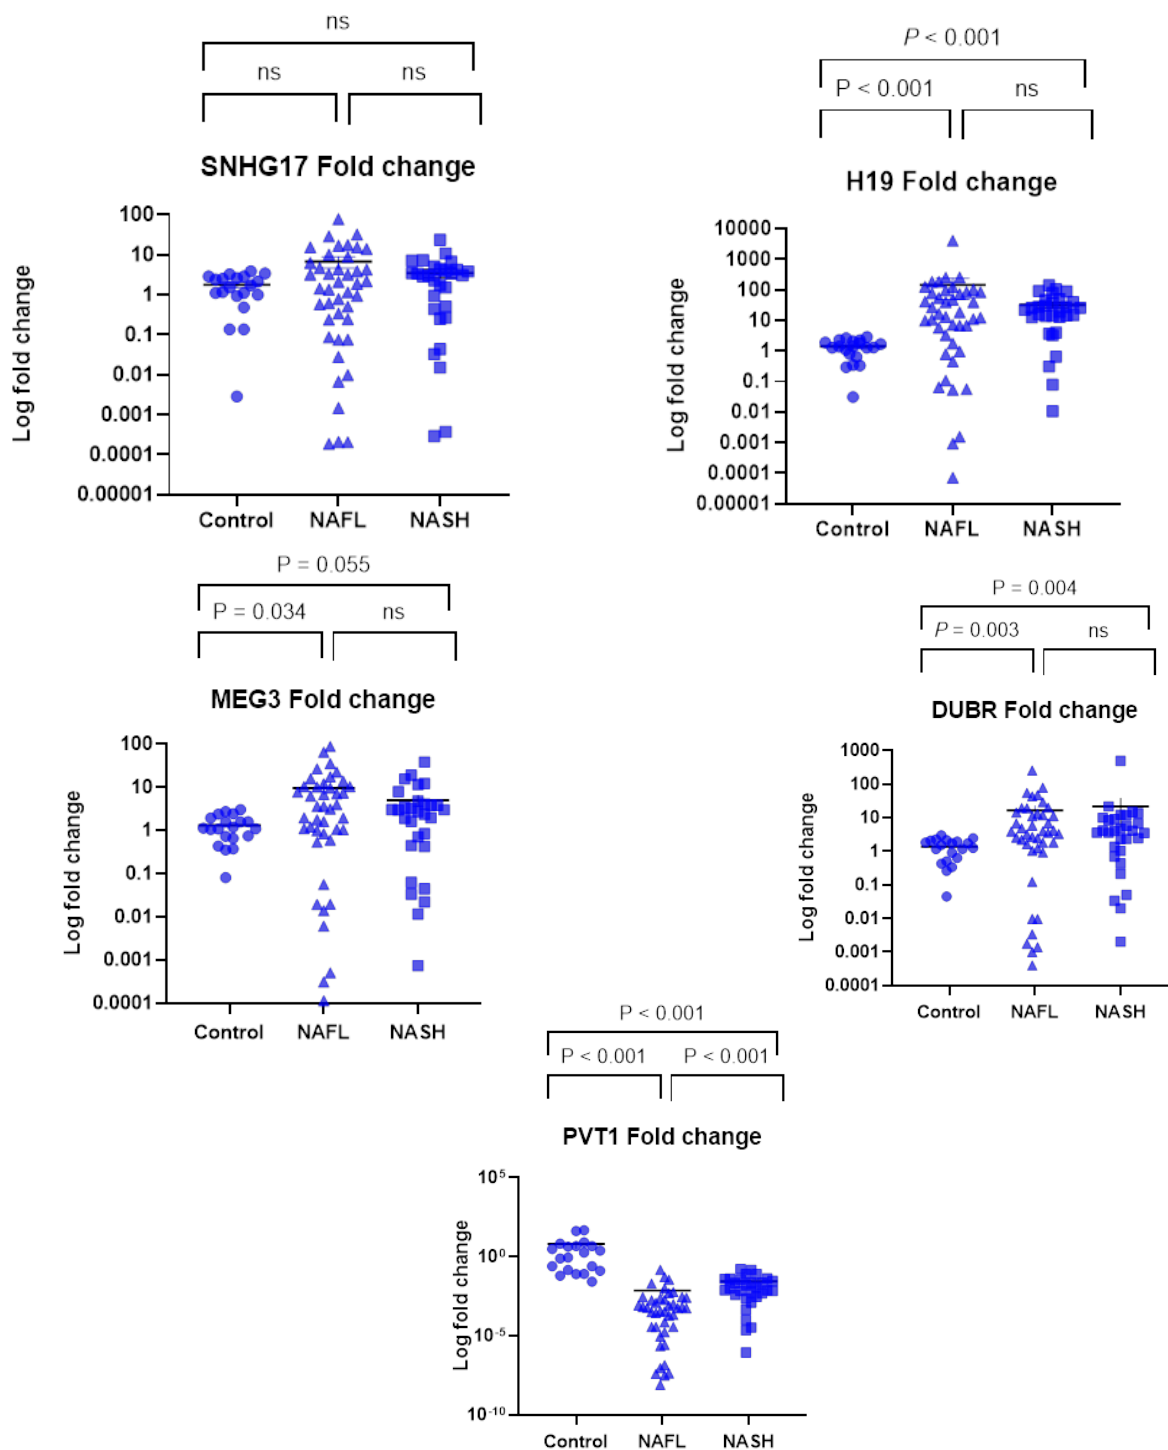 ns
ns ns
SNHG17 Fold change
Log fold change
100
10
1
0.1
0.01
0.001
0.0001
0.00001
Control NAFL NASH
P < 0.001
P < 0.001 ns
H19 Fold change
Log fold change
10000
1000
100
10
1
0.1
0.01
0.001
0.0001
0.00001
Control NAFL NASH
P = 0.055
P = 0.034 ns
MEG3 Fold change
Log fold change
100
10
1
0.1
0.01
0.001
0.0001
Control NAFL NASH
P = 0.004
P = 0.003 ns
DUBR Fold change
Log fold change
1000
100
10
1
0.1
0.01
0.001
0.0001
Control NAFL NASH
P < 0.001
P < 0.001 P < 0.001
PVT1 Fold change
Log fold change
10⁵
10⁰
10⁻⁵
10⁻¹⁰
Control NAFL NASH